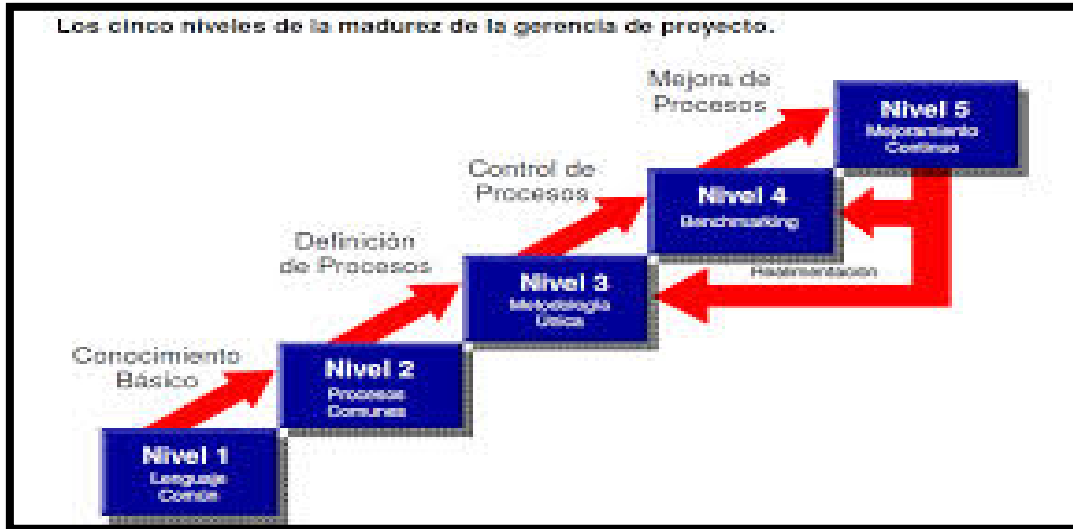 Los cinco niveles de la madurez de la gerencia de proyecto.
Mejora de
Procesos
Nivel 5
Mejoramiento
Continuo
Control de
Procesos
Nivel 4
Benchmarking
Definición
de Procesos
Realimentación
Nivel 3
Metodología
Única
Conocimiento
Básico
Nivel 2
Procesos
Comunes
Nivel 1
Lenguaje
Común